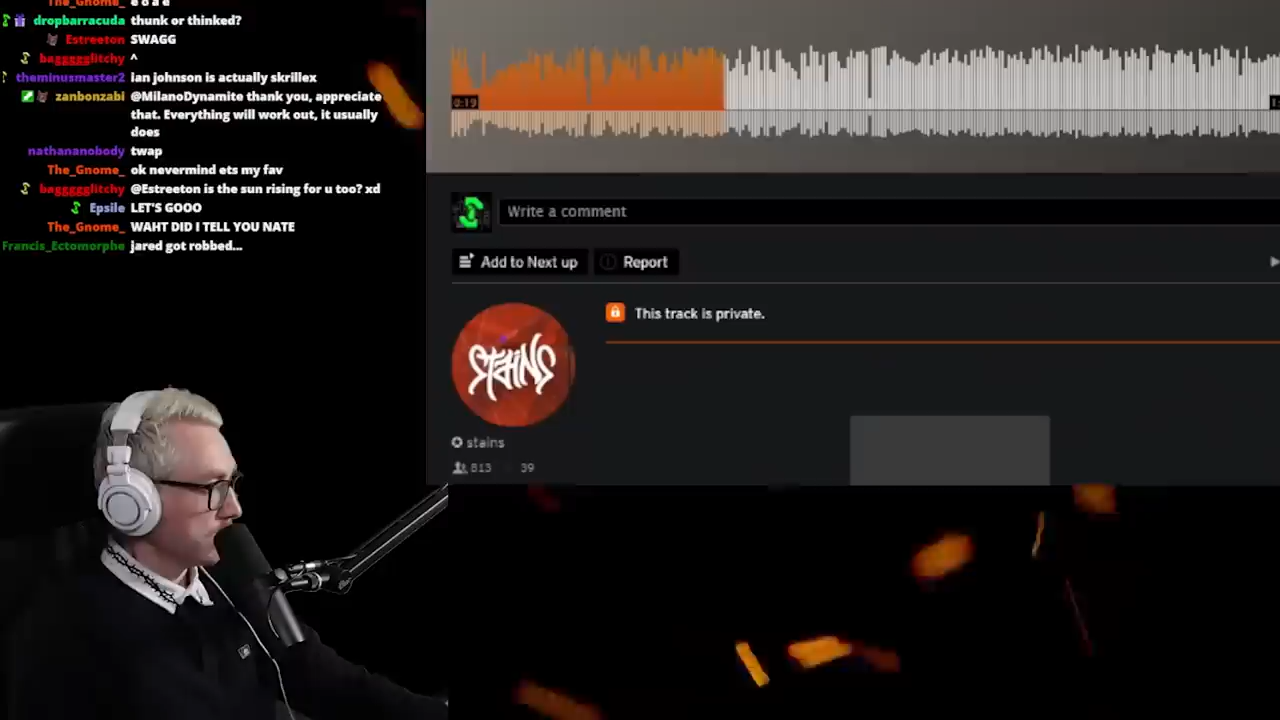 The_Gnome_ e o a e
dropbarracuda thunk or thinked?
Estreeton SWAGG
baggggglitchy ^
theminusmaster2 ian johnson is actually skrillex
zanbonzabi @MilanoDynamite thank you, appreciate
that. Everything will work out, it usually
does
nathananobody twap
The_Gnome_ ok nevermind ets my fav
baggggglitchy @Estreeton is the sun rising for u too? xd
Epsile LET'S GOOO
The_Gnome_ WAHT DID I TELL YOU NATE
Francis_Ectomorphe jared got robbed...
0:19
Write a comment
Add to Next up Report
This track is private.
STAINS
stains
813 39